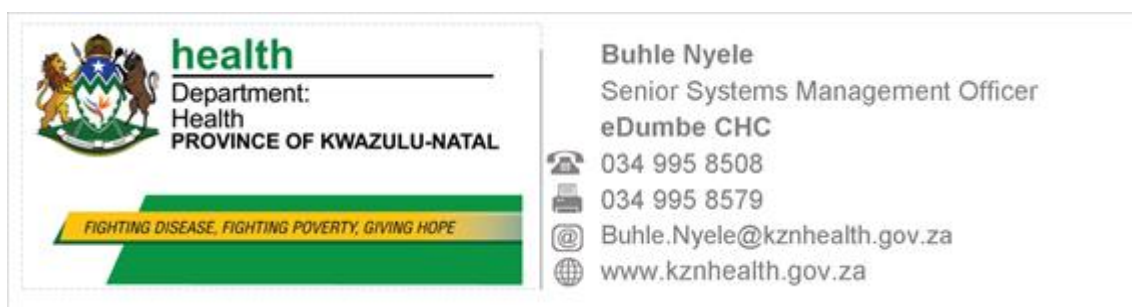 health
Department:
Health
PROVINCE OF KWAZULU-NATAL
FIGHTING DISEASE, FIGHTING POVERTY, GIVING HOPE
Buhle Nyele
Senior Systems Management Officer
eDumbe CHC
034 995 8508
034 995 8579
Buhle.Nyele@kznhealth.gov.za
www.kznhealth.gov.za